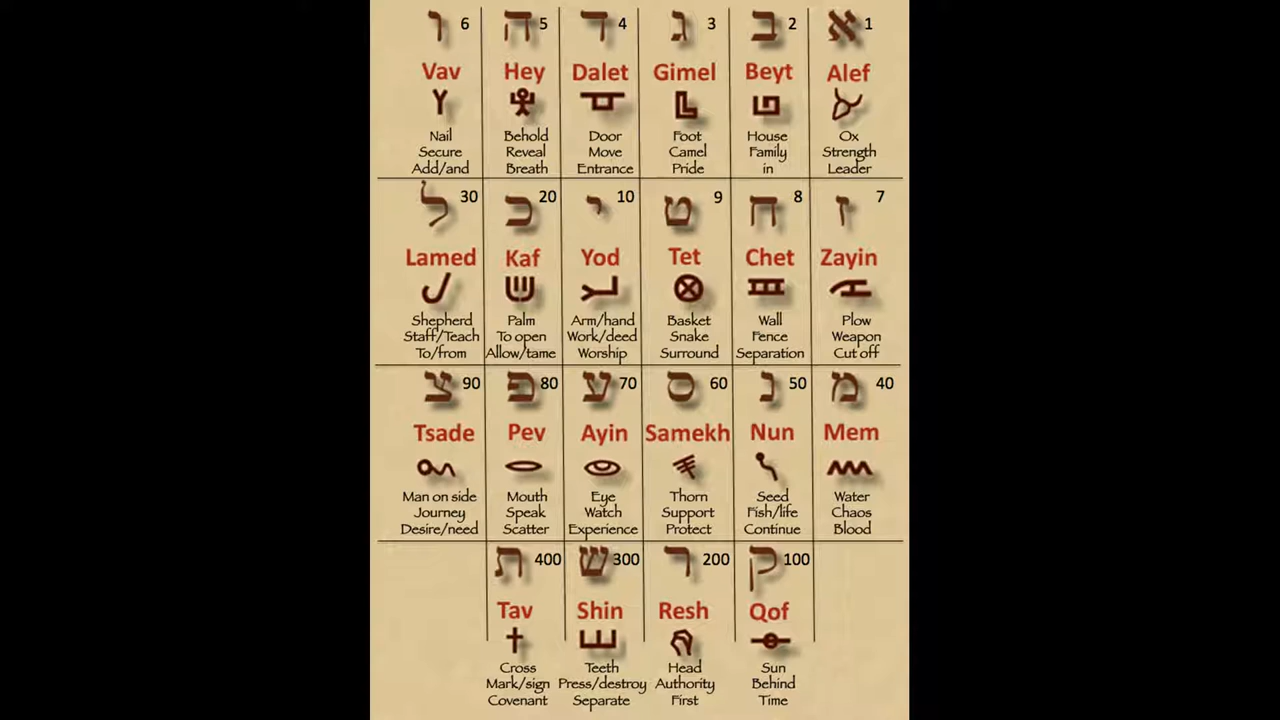 א 1 ב 2 ג 3 ד 4 ה 5 ו 6
Alef Beyt Gimel Dalet Hey Vav
Ox House Foot Door Behold Nail
Strength Family Camel Move Reveal Secure
Leader in Pride Entrance Breath Add/and
ז 7 ח 8 ט 9 י 10 כ 20 ל 30
Zayin Chet Tet Yod Kaf Lamed
Plow Wall Basket Arm/hand Palm Shepherd
Weapon Fence Snake Work/deed To open Staff/Teach
Cut off Separation Surround Worship Allow/tame To/from
מ 40 נ 50 ס 60 ע 70 פ 80 צ 90
Mem Nun Samekh Ayin Pey Tsade
Water Seed Thorn Eye Mouth Man on side
Chaos Fish/life Support Watch Speak Journey
Blood Continue Protect Experience Scatter Desire/need
ק 100 ר 200 ש 300 ת 400
Qof Resh Shin Tav
Sun Head Teeth Cross
Behind Authority Press/destroy Mark/sign
Time First Separate Covenant